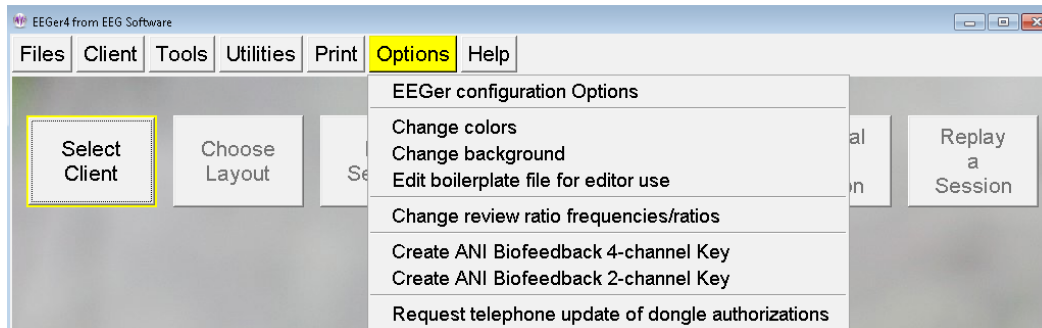 EEGer4 from EEG Software
Files Client Tools Utilities Print Options Help
EEGer configuration Options
Change colors
Change background
Edit boilerplate file for editor use
Change review ratio frequencies/ratios
Create ANI Biofeedback 4-channel Key
Create ANI Biofeedback 2-channel Key
Request telephone update of dongle authorizations
Select
Client
Choose
Layout
Replay
a
Session